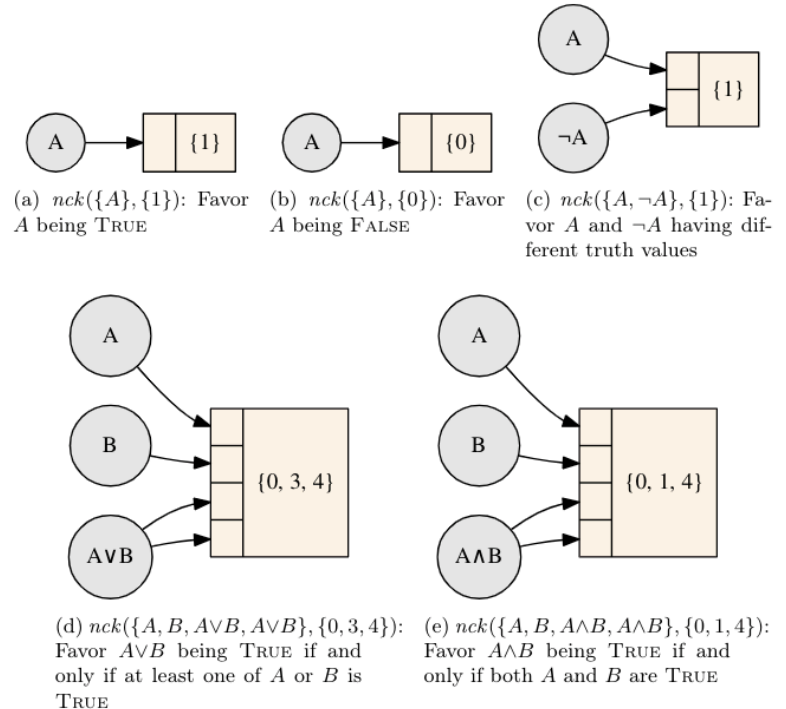 A
{1}
A
{0}
A
¬A
{1}
(a) nck({A},{1}): Favor
A being TRUE
(b) nck({A},{0}): Favor
A being FALSE
(c) nck({A,¬A},{1}): Fa-
vor A and ¬A having dif-
ferent truth values
A
B
A∨B
{0, 3, 4}
A
B
A∧B
{0, 1, 4}
(d) nck({A,B,A∨B,A∨B},{0,3,4}):
Favor A∨B being TRUE if and
only if at least one of A or B is
TRUE
(e) nck({A,B,A∧B,A∧B},{0,1,4}):
Favor A∧B being TRUE if and
only if both A and B are TRUE